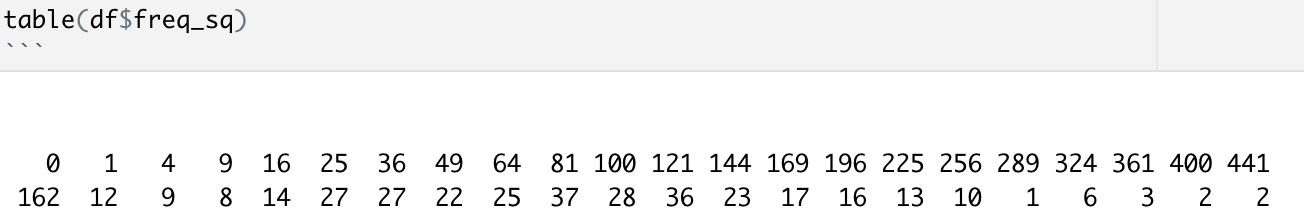 table(df$freq_sq)
```
0 1 4 9 16 25 36 49 64 81 100 121 144 169 196 225 256 289 324 361 400 441
162 12 9 8 14 27 27 22 25 37 28 36 23 17 16 13 10 1 6 3 2 2